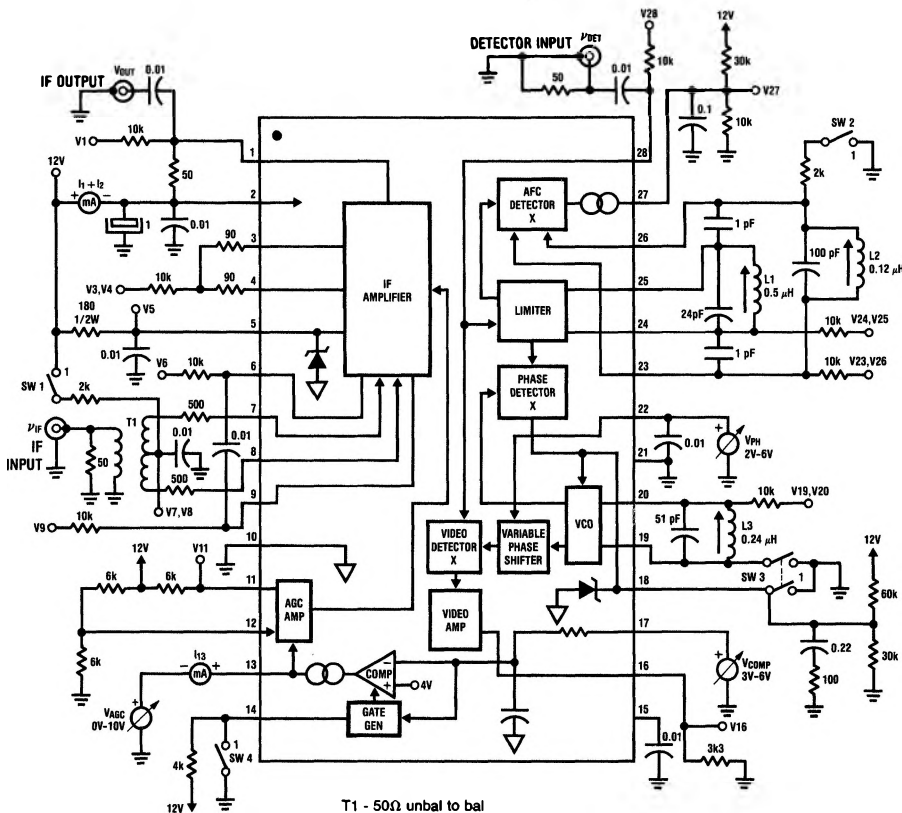 V28
νDET
DETECTOR INPUT
12V
IF OUTPUT
VOUT
0.01
50
0.01
10k
30k
V27
0.1
10k
SW 2
1
10k
V1
1
28
12V
50
2k
I1 + I2
+ mA -
2
27
AFC
DETECTOR
X
1
0.01
1 pF
90
3
26
100 pF
L2
0.12 μH
IF
AMPLIFIER
10k
90
V3, V4
4
25
LIMITER
L1
0.5 μH
24pF
180
1/2W
V5
5
24
10k
V24, V25
0.01
1 pF
10k
V6
6
23
10k
V23, V26
1
SW 1
2k
PHASE
DETECTOR
X
νIF
IF
INPUT
50
T1
500
7
22
0.01
0.01
0.01
VPH
2V-6V
+
500
8
21
V7, V8
10k
V9
9
20
10k
V19, V20
VCO
51 pF
L3
0.24 μH
10
19
VIDEO
DETECTOR
X
VARIABLE
PHASE
SHIFTER
12V
12V
V11
SW 3
1
6k
6k
11
18
60k
AGC
AMP
VIDEO
AMP
12
17
6k
0.22
I13
- mA +
13
16
COMP
-
+
4V
VCOMP
3V-6V
+
100
30k
VAGC
0V-10V
+
14
GATE
GEN
15
V16
0.01
1
SW 4
4k
3k3
12V
T1 - 50Ω unbal to bal